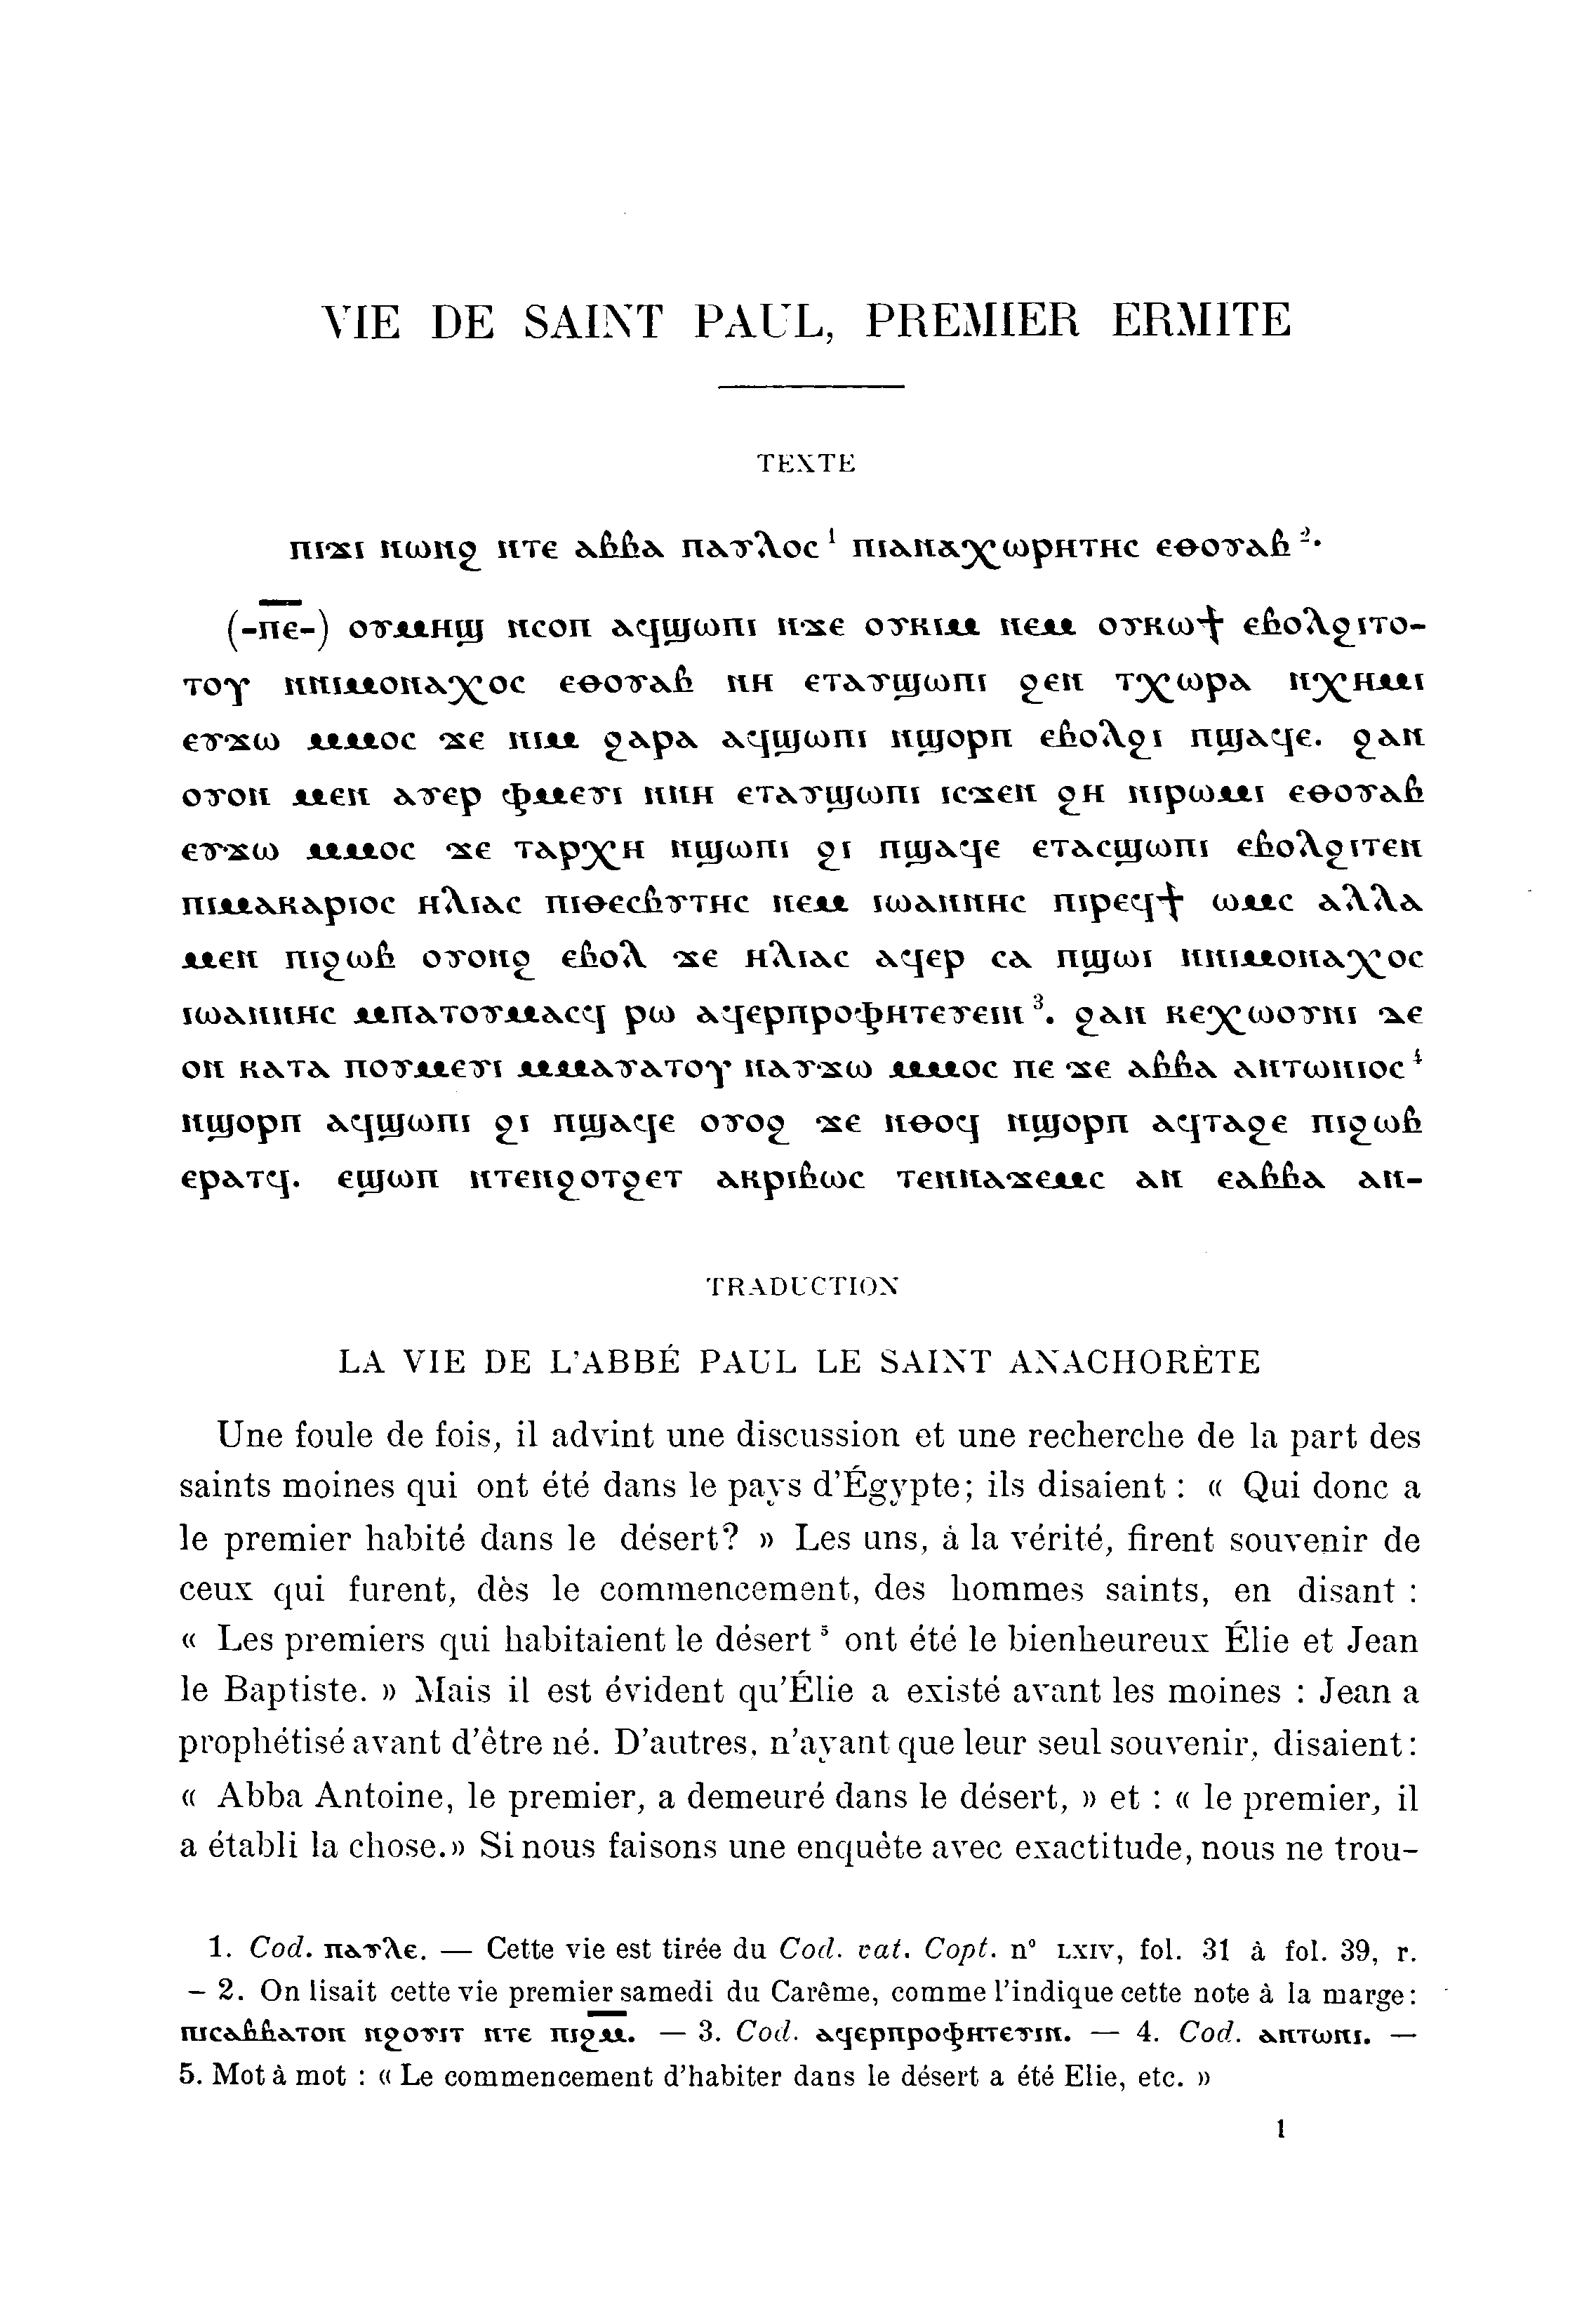 VIE DE SAINT PAUL, PREMIER ERMITE
TEXTE
ⲡⲓϫⲓ ⲛⲱⲛϩ ⲛⲧⲉ ⲁⲃⲃⲁ ⲡⲁⲩⲗⲟⲥ ¹ ⲡⲓⲁⲛⲁⲭⲱⲣⲏⲧⲏⲥ ⲉⲑⲟⲩⲁⲃ ².
(-ⲡ̅ⲉ̅-) ⲟⲩⲙⲏϣ ⲛⲥⲟⲡ ⲁϥϣⲱⲡⲓ ⲛϫⲉ ⲟⲩⲕⲓⲙ ⲛⲉⲙ ⲟⲩⲕⲱϯ ⲉⲃⲟⲗϩⲓⲧⲟ-
ⲧⲟⲩ ⲛⲛⲓⲙⲟⲛⲁⲭⲟⲥ ⲉⲑⲟⲩⲁⲃ ⲛⲏ ⲉⲧⲁⲩϣⲱⲡⲓ ϩⲉⲛ ⲧⲭⲱⲣⲁ ⲛⲭⲏⲙⲓ
ⲉⲩϫⲱ ⲙⲙⲟⲥ ϫⲉ ⲛⲓⲙ ϩⲁⲣⲁ ⲁϥϣⲱⲡⲓ ⲛϣⲟⲣⲡ ⲉⲃⲟⲗϩⲓ ⲡϣⲁϥⲉ. ϩⲁⲛ
ⲟⲩⲟⲛ ⲙⲉⲛ ⲁⲩⲉⲣ ⲫⲙⲉⲩⲓ ⲛⲛⲏ ⲉⲧⲁⲩϣⲱⲡⲓ ⲓⲥϫⲉⲛ ϩⲏ ⲛⲓⲣⲱⲙⲓ ⲉⲑⲟⲩⲁⲃ
ⲉⲩϫⲱ ⲙⲙⲟⲥ ϫⲉ ⲧⲁⲣⲭⲏ ⲛϣⲱⲡⲓ ϩⲓ ⲡϣⲁϥⲉ ⲉⲧⲁⲥϣⲱⲡⲓ ⲉⲃⲟⲗϩⲓⲧⲉⲛ
ⲡⲓⲙⲁⲕⲁⲣⲓⲟⲥ ⲏⲗⲓⲁⲥ ⲡⲓⲑⲉⲥⲃⲩⲧⲏⲥ ⲛⲉⲙ ⲓⲱⲁⲛⲛⲏⲥ ⲡⲓⲣⲉϥϯ ⲱⲙⲥ ⲁⲗⲗⲁ
ⲙⲉⲛ ⲡⲓϩⲱⲃ ⲟⲩⲟⲛϩ ⲉⲃⲟⲗ ϫⲉ ⲏⲗⲓⲁⲥ ⲁϥⲉⲣ ⲥⲁ ⲡϣⲱⲓ ⲛⲛⲓⲙⲟⲛⲁⲭⲟⲥ
ⲓⲱⲁⲛⲛⲏⲥ ⲙⲡⲁⲧⲟⲩⲙⲁⲥϥ ⲣⲱ ⲁϥⲉⲣⲡⲣⲟⲫⲏⲧⲉⲩⲉⲓⲛ ³. ϩⲁⲛ ⲕⲉⲭⲱⲟⲩⲛⲓ ϫⲉ
ⲟⲛ ⲕⲁⲧⲁ ⲡⲟⲩⲙⲉⲩⲓ ⲙⲙⲁⲩⲁⲧⲟⲩ ⲛⲁⲩϫⲱ ⲙⲙⲟⲥ ⲡⲉ ϫⲉ ⲁⲃⲃⲁ ⲁⲛⲧⲱⲛⲓⲟⲥ ⁴
ⲛϣⲟⲣⲡ ⲁϥϣⲱⲡⲓ ϩⲓ ⲡϣⲁϥⲉ ⲟⲩⲟϩ ϫⲉ ⲛⲑⲟϥ ⲛϣⲟⲣⲡ ⲁϥⲧⲁϩⲉ ⲡⲓϩⲱⲃ
ⲉⲣⲁⲧϥ. ⲉϣⲱⲡ ⲛⲧⲉⲛϩⲟⲧϩⲉⲧ ⲁⲕⲣⲓⲃⲱⲥ ⲧⲉⲛⲛⲁϫⲉⲙⲥ ⲁⲛ ⲉⲁⲃⲃⲁ ⲁⲛ-
TRADUCTION
LA VIE DE L'ABBÉ PAUL LE SAINT ANACHORÈTE
Une foule de fois, il advint une discussion et une recherche de la part des
saints moines qui ont été dans le pays d'Égypte; ils disaient : « Qui donc a
le premier habité dans le désert? » Les uns, à la vérité, firent souvenir de
ceux qui furent, dès le commencement, des hommes saints, en disant :
« Les premiers qui habitaient le désert ⁵ ont été le bienheureux Élie et Jean
le Baptiste. » Mais il est évident qu'Élie a existé avant les moines : Jean a
prophétisé avant d'être né. D'autres, n'ayant que leur seul souvenir, disaient:
« Abba Antoine, le premier, a demeuré dans le désert, » et : « le premier, il
a établi la chose.» Si nous faisons une enquête avec exactitude, nous ne trou-
1. Cod. ⲡⲁⲩⲗⲉ. — Cette vie est tirée du Cod. vat. Copt. n° LXIV, fol. 31 à fol. 39, r.
– 2. On lisait cette vie premier samedi du Carême, comme l'indique cette note à la marge:
ⲡⲓⲥⲁⲃⲃⲁⲧⲟⲛ ⲛϩⲟⲩⲓⲧ ⲛⲧⲉ ⲡⲓϩ̅ⲙ̅. — 3. Cod. ⲁϥⲉⲣⲡⲣⲟⲫⲏⲧⲉⲩⲓⲛ. — 4. Cod. ⲁⲛⲧⲱⲛⲓ. —
5. Mot à mot : « Le commencement d'habiter dans le désert a été Elie, etc. »
1